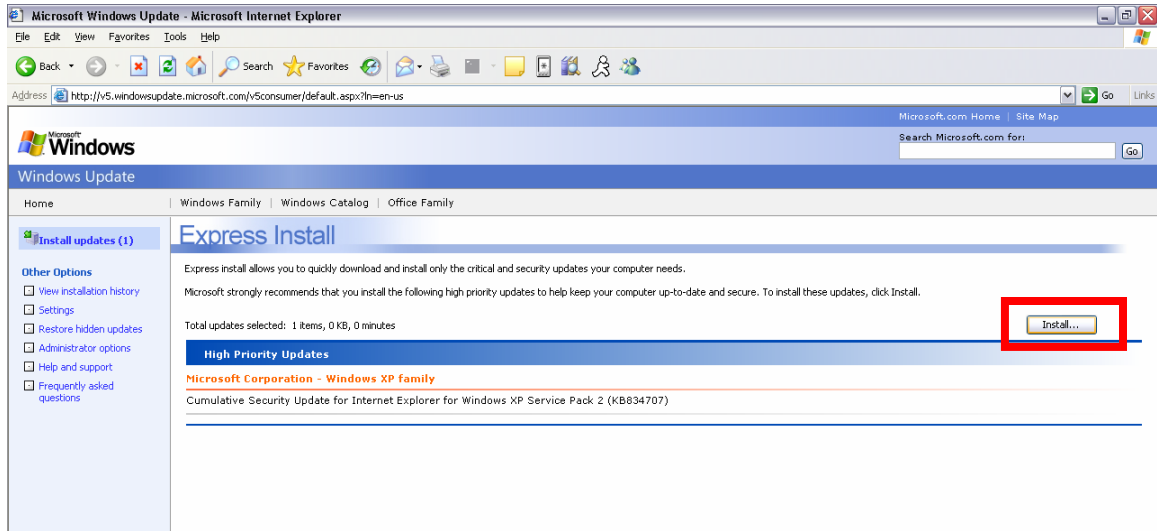 Microsoft Windows Update - Microsoft Internet Explorer
File Edit View Favorites Tools Help
Back Search Favorites
Address http://v5.windowsupdate.microsoft.com/v5consumer/default.aspx?ln=en-us Go Links
Microsoft.com Home | Site Map
Microsoft Windows
Search Microsoft.com for:
Go
Windows Update
Home | Windows Family | Windows Catalog | Office Family
Install updates (1)
Other Options
View installation history
Settings
Restore hidden updates
Administrator options
Help and support
Frequently asked
questions
Express Install
Express install allows you to quickly download and install only the critical and security updates your computer needs.
Microsoft strongly recommends that you install the following high priority updates to help keep your computer up-to-date and secure. To install these updates, click Install.
Total updates selected: 1 items, 0 KB, 0 minutes
Install...
High Priority Updates
Microsoft Corporation - Windows XP family
Cumulative Security Update for Internet Explorer for Windows XP Service Pack 2 (KB834707)